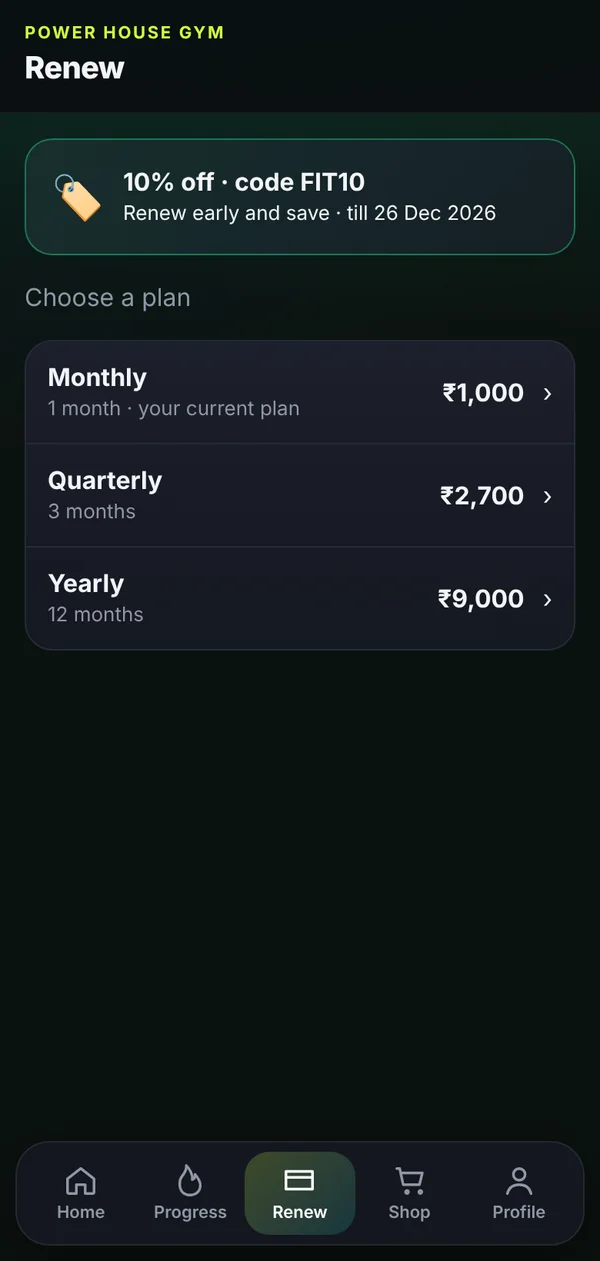 POWER HOUSE GYM
Renew
10% off · code FIT10
Renew early and save · till 26 Dec 2026
Choose a plan
Monthly
1 month · your current plan
₹1,000 ›
Quarterly
3 months
₹2,700 ›
Yearly
12 months
₹9,000 ›
Home Progress Renew Shop Profile